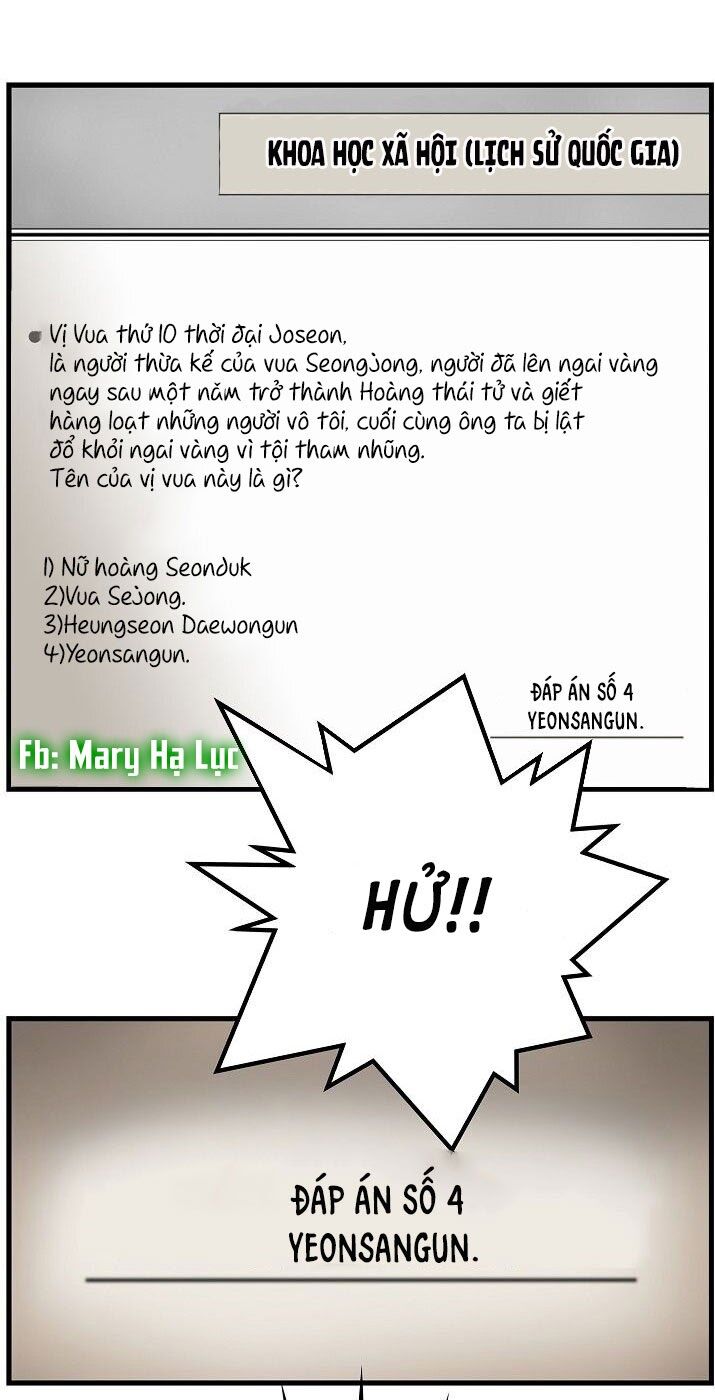 KHOA HỌC XÃ HỘI (LỊCH SỬ QUỐC GIA)
Vị Vua thứ 10 thời đại Joseon,
là người thừa kế của vua Seongjong, người đã lên ngai vàng
ngay sau một năm trở thành Hoàng thái tử và giết
hàng loạt những người vô tôi, cuối cùng ông ta bị lật
đổ khỏi ngai vàng vì tội tham nhũng.
Tên của vị vua này là gì?
1) Nữ hoàng Seonduk
2)Vua Sejong.
3)Heungseon Daewongun
4)Yeonsangun.
ĐÁP ÁN SỐ 4
YEONSANGUN.
Fb: Mary Hạ Lục
HỬ!!
ĐÁP ÁN SỐ 4
YEONSANGUN.